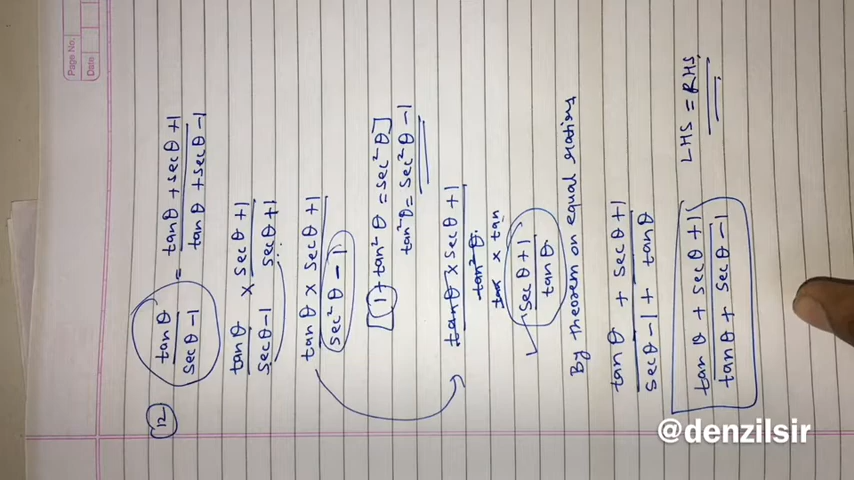 Page No.
Date
(12) tanθ / secθ-1 = tanθ + secθ +1 / tanθ + secθ -1
tanθ / secθ-1 × secθ +1 / secθ +1
tanθ × secθ +1 / sec²θ - 1
[1 + tan²θ = sec²θ]
tan²θ = sec²θ -1
tanθ × secθ +1 / tan²θ.
tan × tan
secθ +1 / tanθ.
By theorem on equal
tanθ + secθ +1 / secθ -1 + tanθ
tanθ + secθ +1 / tanθ + secθ -1
LHS = RHS
@denzilsir